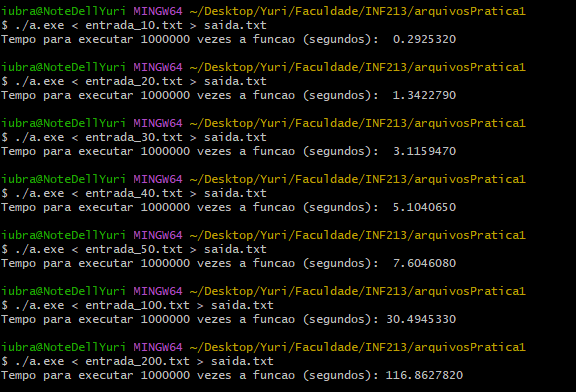 iubra@NoteDellYuri MINGW64 ~/Desktop/Yuri/Faculdade/INF213/arquivosPratica1
$ ./a.exe < entrada_10.txt > saida.txt
Tempo para executar 1000000 vezes a funcao (segundos):  0.2925320
iubra@NoteDellYuri MINGW64 ~/Desktop/Yuri/Faculdade/INF213/arquivosPratica1
$ ./a.exe < entrada_20.txt > saida.txt
Tempo para executar 1000000 vezes a funcao (segundos):  1.3422790
iubra@NoteDellYuri MINGW64 ~/Desktop/Yuri/Faculdade/INF213/arquivosPratica1
$ ./a.exe < entrada_30.txt > saida.txt
Tempo para executar 1000000 vezes a funcao (segundos):  3.1159470
iubra@NoteDellYuri MINGW64 ~/Desktop/Yuri/Faculdade/INF213/arquivosPratica1
$ ./a.exe < entrada_40.txt > saida.txt
Tempo para executar 1000000 vezes a funcao (segundos):  5.1040650
iubra@NoteDellYuri MINGW64 ~/Desktop/Yuri/Faculdade/INF213/arquivosPratica1
$ ./a.exe < entrada_50.txt > saida.txt
Tempo para executar 1000000 vezes a funcao (segundos):  7.6046080
iubra@NoteDellYuri MINGW64 ~/Desktop/Yuri/Faculdade/INF213/arquivosPratica1
$ ./a.exe < entrada_100.txt > saida.txt
Tempo para executar 1000000 vezes a funcao (segundos): 30.4945330
iubra@NoteDellYuri MINGW64 ~/Desktop/Yuri/Faculdade/INF213/arquivosPratica1
$ ./a.exe < entrada_200.txt > saida.txt
Tempo para executar 1000000 vezes a funcao (segundos): 116.8627820